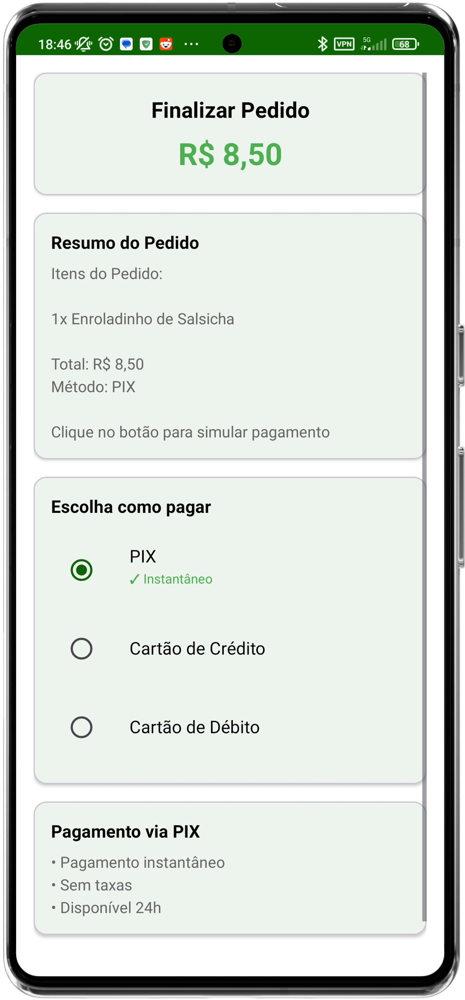 18:46
VPN
5G
68
Finalizar Pedido
R$ 8,50
Resumo do Pedido
Itens do Pedido:
1x Enroladinho de Salsicha
Total: R$ 8,50
Método: PIX
Clique no botão para simular pagamento
Escolha como pagar
PIX
✓ Instantâneo
Cartão de Crédito
Cartão de Débito
Pagamento via PIX
• Pagamento instantâneo
• Sem taxas
• Disponível 24h